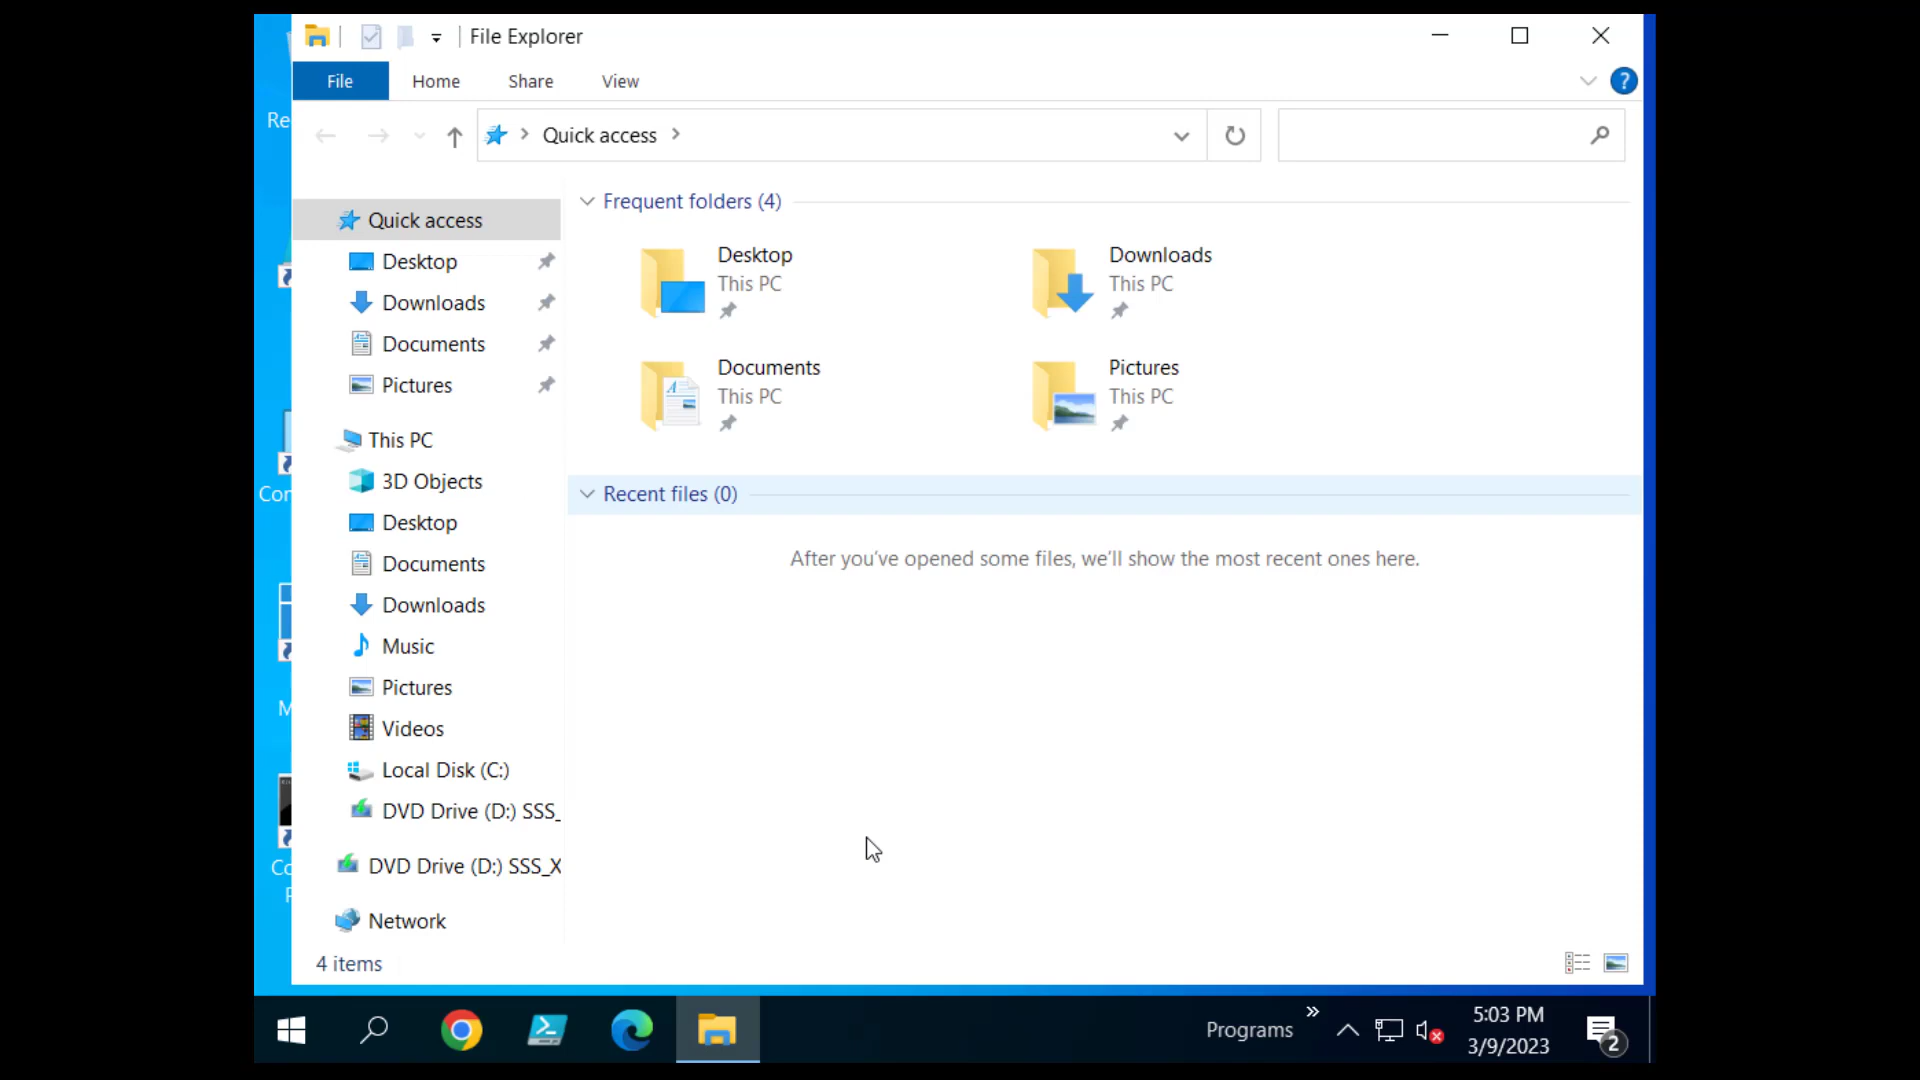 File Explorer
File
Home
Share
View
?
Quick access
Re
Quick access
Desktop
Downloads
Documents
Pictures
This PC
3D Objects
Desktop
Documents
Downloads
Music
Pictures
Videos
Local Disk (C:)
DVD Drive (D:) SSS_
DVD Drive (D:) SSS_X
Network
Cor
M
Co
Frequent folders (4)
Desktop
This PC
Downloads
This PC
Documents
This PC
Pictures
This PC
Recent files (0)
After you've opened some files, we'll show the most recent ones here.
4 items
Programs
5:03 PM
3/9/2023
2